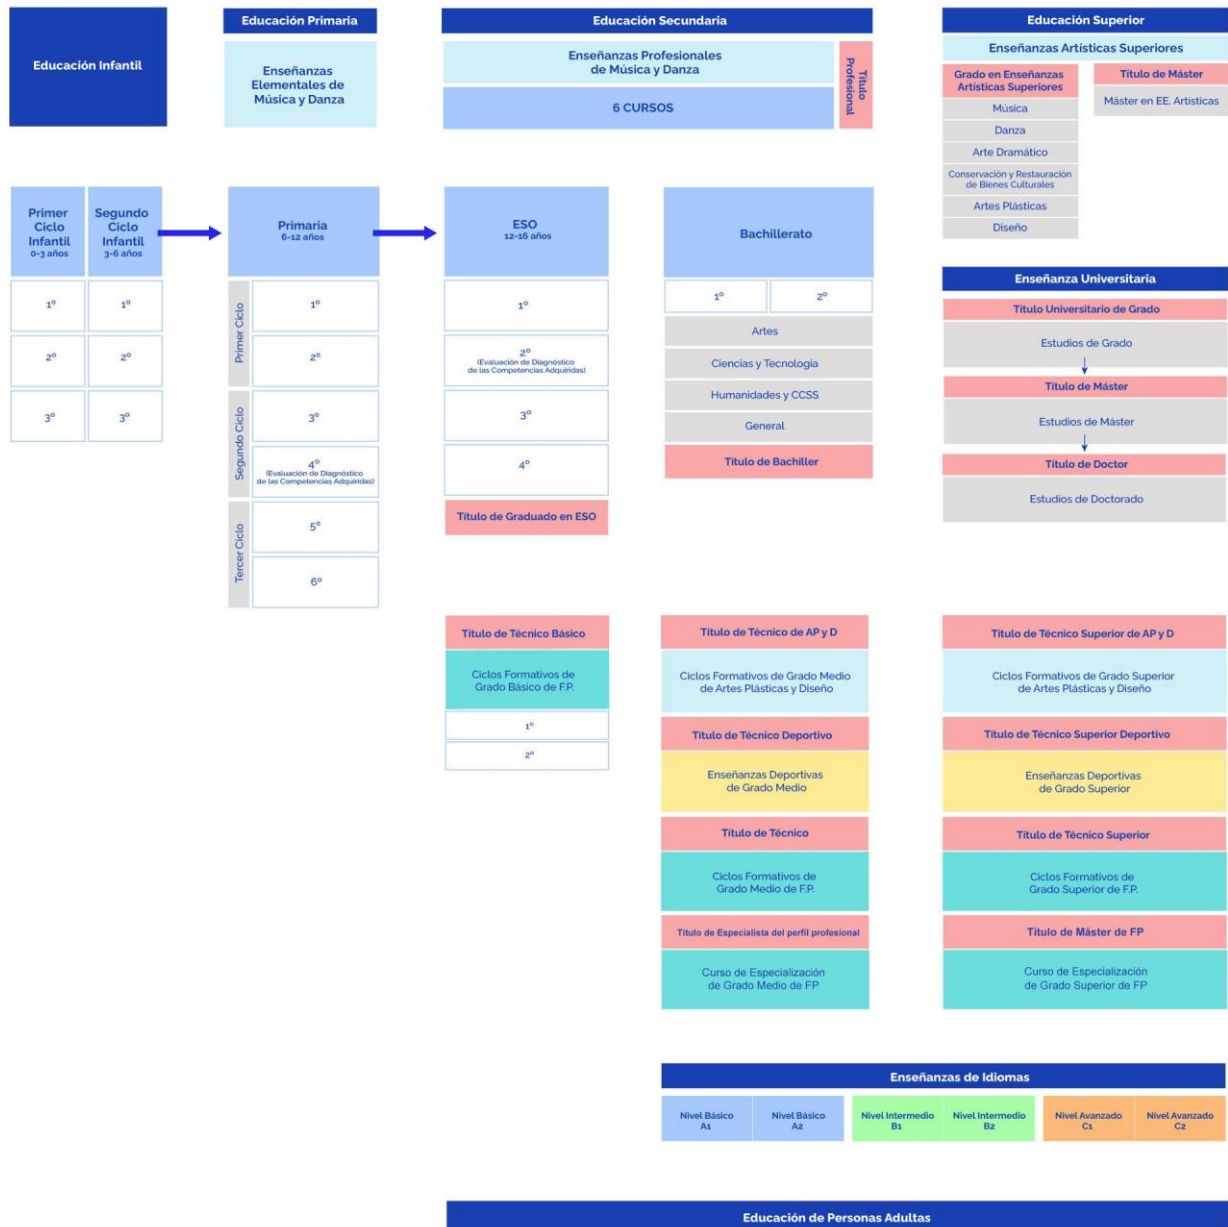 Educación Infantil
Educación Primaria
Enseñanzas
Elementales de
Música y Danza
Educación Secundaria
Enseñanzas Profesionales
de Música y Danza
6 CURSOS
Título
Profesional
Educación Superior
Enseñanzas Artísticas Superiores
Grado en Enseñanzas
Artísticas Superiores
Música
Danza
Arte Dramático
Conservación y Restauración
de Bienes Culturales
Artes Plásticas
Diseño
Título de Máster
Máster en EE. Artísticas
Primer
Ciclo
Infantil
0-3 años
1º
2º
3º
Segundo
Ciclo
Infantil
3-6 años
1º
2º
3º
Primaria
6-12 años
Primer Ciclo
1º
2º
Segundo Ciclo
3º
4º
(Evaluación de Diagnóstico
de las Competencias Adquiridas)
Tercer Ciclo
5º
6º
ESO
12-16 años
1º
2º
(Evaluación de Diagnóstico
de las Competencias Adquiridas)
3º
4º
Título de Graduado en ESO
Bachillerato
1º
2º
Artes
Ciencias y Tecnología
Humanidades y CCSS
General
Título de Bachiller
Enseñanza Universitaria
Título Universitario de Grado
Estudios de Grado
Título de Máster
Estudios de Máster
Título de Doctor
Estudios de Doctorado
Título de Técnico Básico
Ciclos Formativos de
Grado Básico de F.P.
1º
2º
Título de Técnico de AP y D
Ciclos Formativos de Grado Medio
de Artes Plásticas y Diseño
Título de Técnico Deportivo
Enseñanzas Deportivas
de Grado Medio
Título de Técnico
Ciclos Formativos de
Grado Medio de F.P.
Título de Especialista del perfil profesional
Curso de Especialización
de Grado Medio de FP
Título de Técnico Superior de AP y D
Ciclos Formativos de Grado Superior
de Artes Plásticas y Diseño
Título de Técnico Superior Deportivo
Enseñanzas Deportivas
de Grado Superior
Título de Técnico Superior
Ciclos Formativos de
Grado Superior de F.P.
Título de Máster de FP
Curso de Especialización
de Grado Superior de FP
Enseñanzas de Idiomas
Nivel Básico
A1
Nivel Básico
A2
Nivel Intermedio
B1
Nivel Intermedio
B2
Nivel Avanzado
C1
Nivel Avanzado
C2
Educación de Personas Adultas